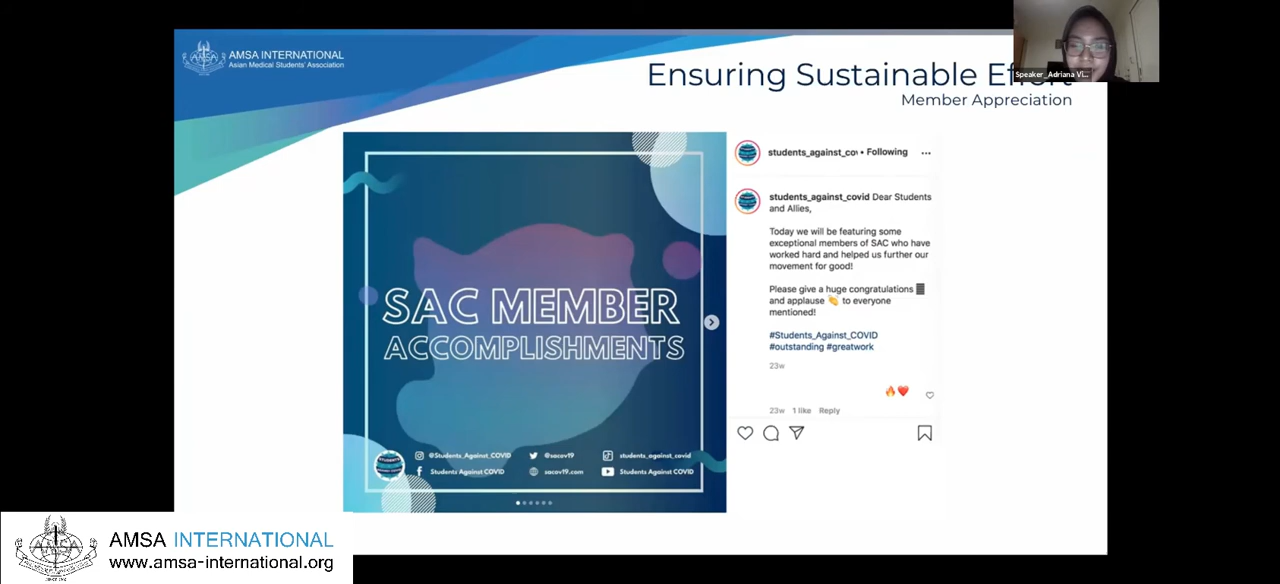 AMSA INTERNATIONAL
Asian Medical Students' Association
Ensuring Sustainable Effort
Member Appreciation
Speaker_Adriana Vi...
SAC MEMBER
ACCOMPLISHMENTS
@Students_Against_COVID
@sacov19
students_against_covid
Students Against COVID
sacov19.com
Students Against COVID
students_against_cov • Following
students_against_covid Dear Students
and Allies,
Today we will be featuring some
exceptional members of SAC who have
worked hard and helped us further our
movement for good!
Please give a huge congratulations
and applause 👏 to everyone
mentioned!
#Students_Against_COVID
#outstanding #greatwork
23w
🔥❤️
23w 1 like Reply
AMSA INTERNATIONAL
www.amsa-international.org